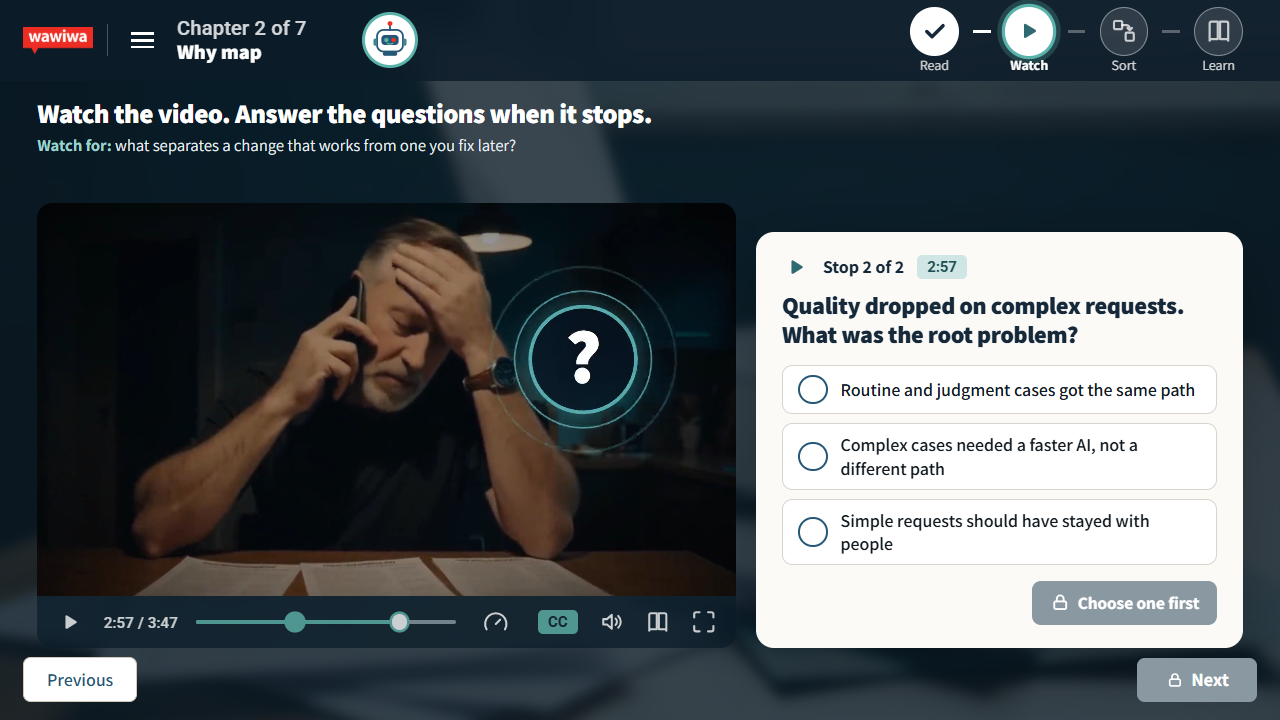 wawiwa
Chapter 2 of 7
Why map
Read
Watch
Sort
Learn
Watch the video. Answer the questions when it stops.
Watch for: what separates a change that works from one you fix later?
?
2:57 / 3:47
CC
Stop 2 of 2
2:57
Quality dropped on complex requests.
What was the root problem?
Routine and judgment cases got the same path
Complex cases needed a faster AI, not a
different path
Simple requests should have stayed with
people
Choose one first
Previous
Next